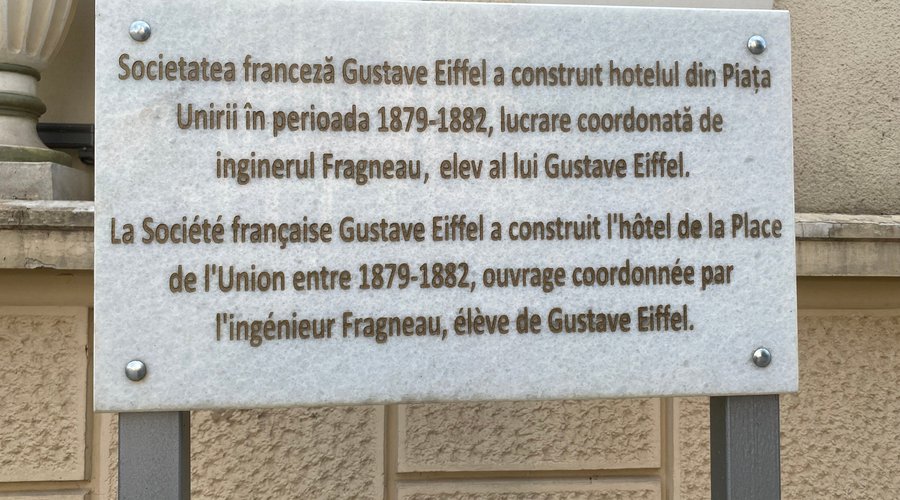 Societatea franceză Gustave Eiffel a construit hotelul din Piața
Unirii în perioada 1879-1882, lucrare coordonată de
inginerul Fragneau, elev al lui Gustave Eiffel.
La Société française Gustave Eiffel a construit l'hôtel de la Place
de l'Union entre 1879-1882, ouvrage coordonnée par
l'ingénieur Fragneau, élève de Gustave Eiffel.